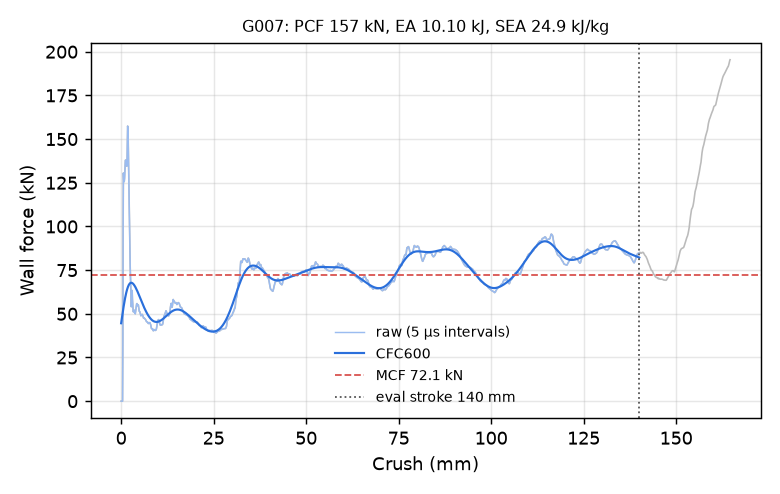 G007: PCF 157 kN, EA 10.10 kJ, SEA 24.9 kJ/kg
Wall force (kN)
200
175
150
125
100
75
50
25
0
raw (5 µs intervals)
CFC600
MCF 72.1 kN
eval stroke 140 mm
0 25 50 75 100 125 150
Crush (mm)